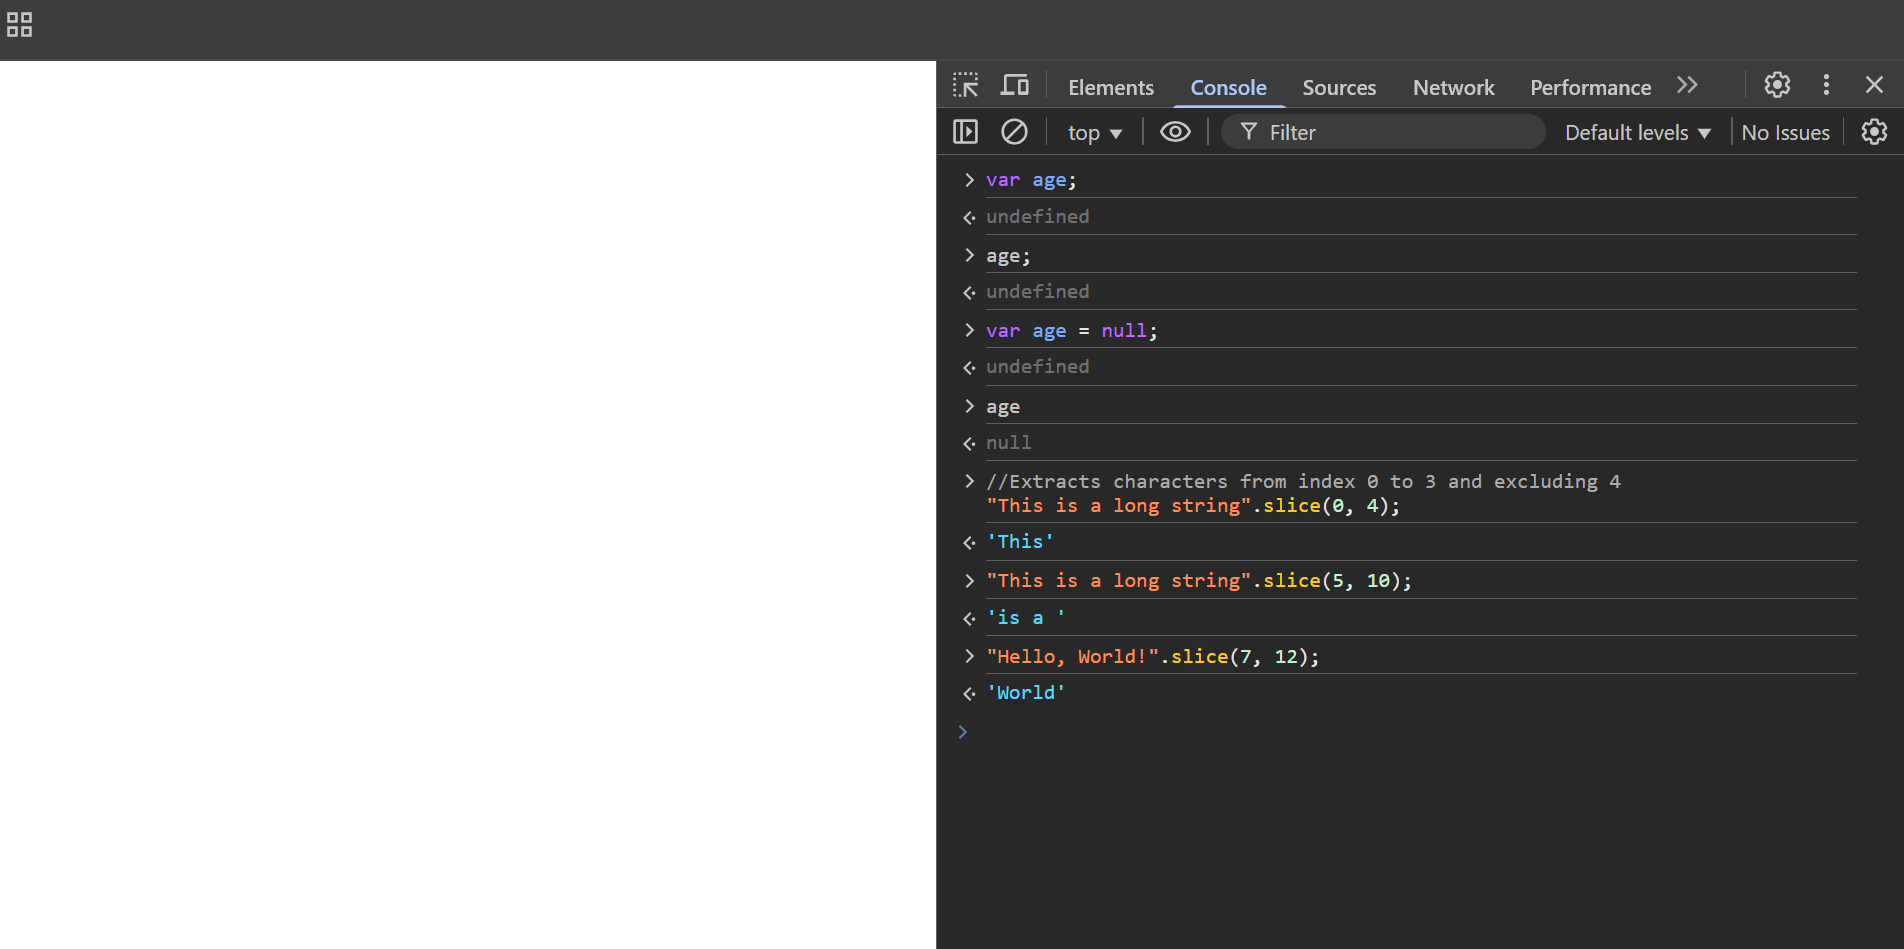 Elements Console Sources Network Performance
top Filter Default levels No Issues
var age;
undefined
age;
undefined
var age = null;
undefined
age
null
//Extracts characters from index 0 to 3 and excluding 4
"This is a long string".slice(0, 4);
'This'
"This is a long string".slice(5, 10);
'is a '
"Hello, World!".slice(7, 12);
'World'